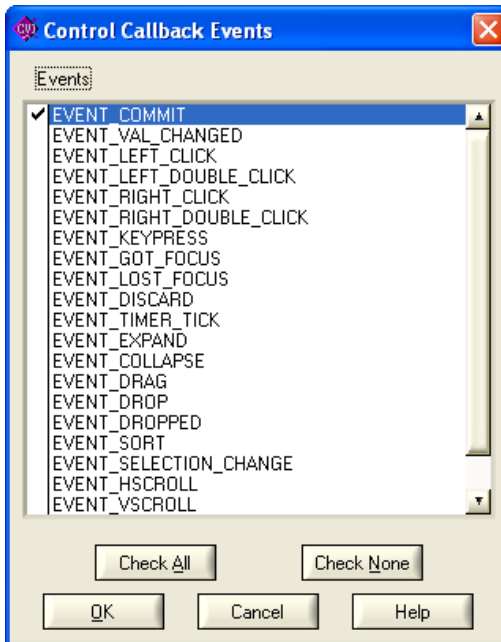 CVI Control Callback Events
Events
EVENT_COMMIT
EVENT_VAL_CHANGED
EVENT_LEFT_CLICK
EVENT_LEFT_DOUBLE_CLICK
EVENT_RIGHT_CLICK
EVENT_RIGHT_DOUBLE_CLICK
EVENT_KEYPRESS
EVENT_GOT_FOCUS
EVENT_LOST_FOCUS
EVENT_DISCARD
EVENT_TIMER_TICK
EVENT_EXPAND
EVENT_COLLAPSE
EVENT_DRAG
EVENT_DROP
EVENT_DROPPED
EVENT_SORT
EVENT_SELECTION_CHANGE
EVENT_HSCROLL
EVENT_VSCROLL
Check All Check None
OK Cancel Help